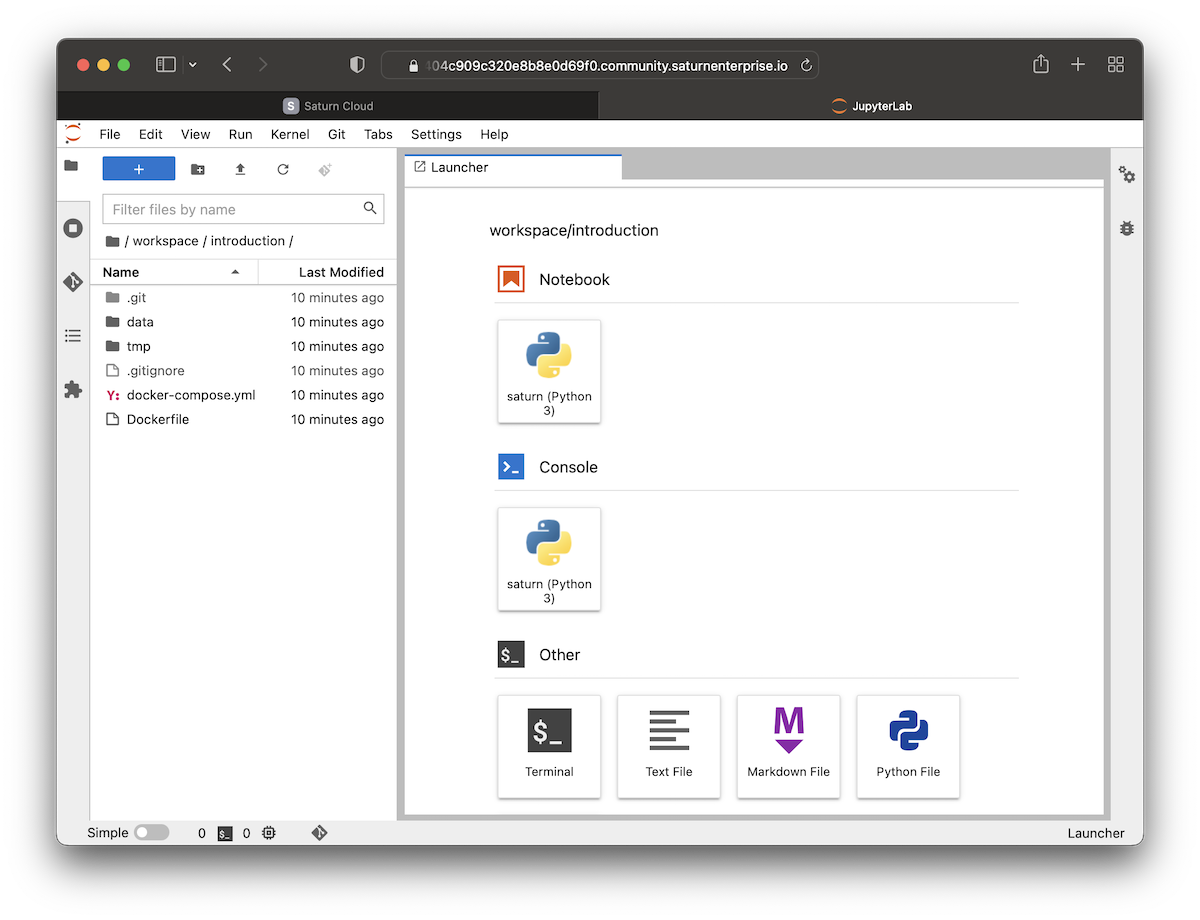 404c909c320e8b8e0d69f0.community.saturnenterprise.io
S Saturn Cloud
JupyterLab
File Edit View Run Kernel Git Tabs Settings Help
+
Launcher
Filter files by name
/ workspace / introduction /
Name Last Modified
.git 10 minutes ago
data 10 minutes ago
tmp 10 minutes ago
.gitignore 10 minutes ago
Y: docker-compose.yml 10 minutes ago
Dockerfile 10 minutes ago
workspace/introduction
Notebook
saturn (Python
3)
>_ Console
saturn (Python
3)
$_ Other
$_
M
Terminal
Text File
Markdown File
Python File
Simple 0 $_ 0
Launcher